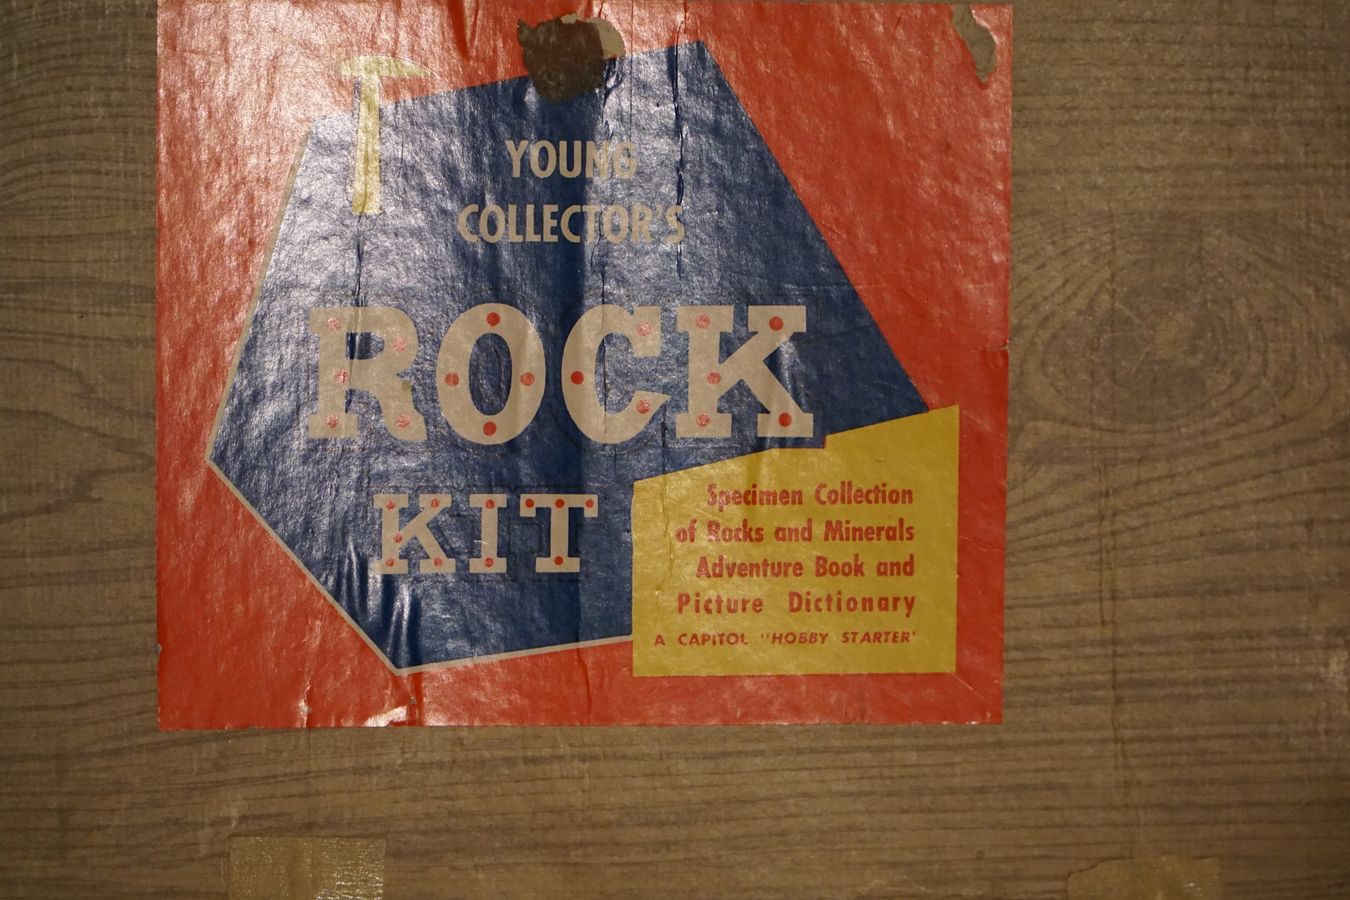 YOUNG
COLLECTOR'S
ROCK
KIT
Specimen Collection
of Rocks and Minerals
Adventure Book and
Picture Dictionary
A CAPITOL "HOBBY STARTER'